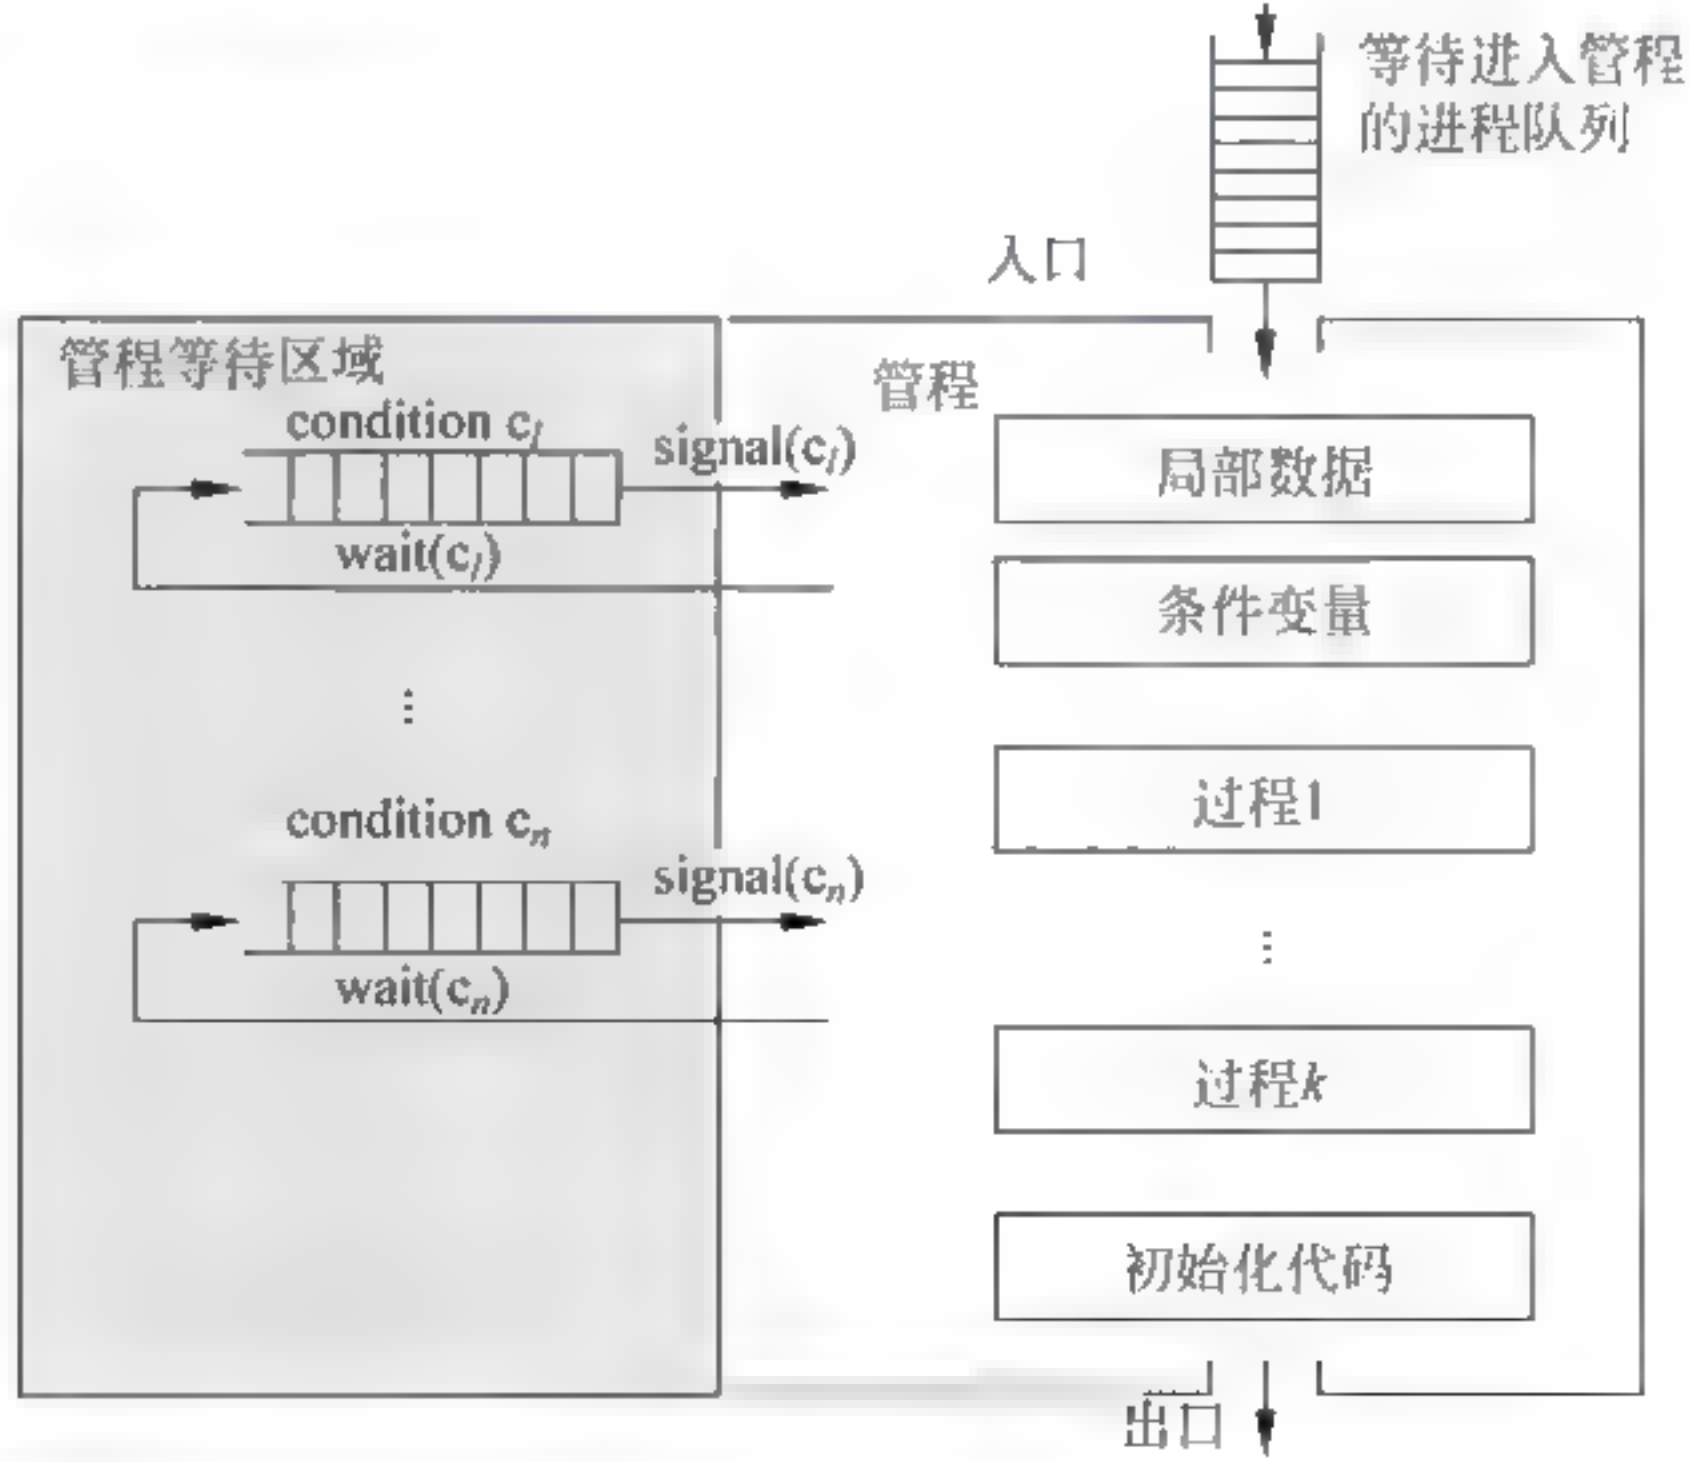 等待进入管程
的进程队列
入口
管程等待区域
管程
condition c₁
signal(c₁)
wait(c₁)
局部数据
条件变量
⋮
过程1
condition cₙ
signal(cₙ)
wait(cₙ)
⋮
过程k
初始化代码
出口